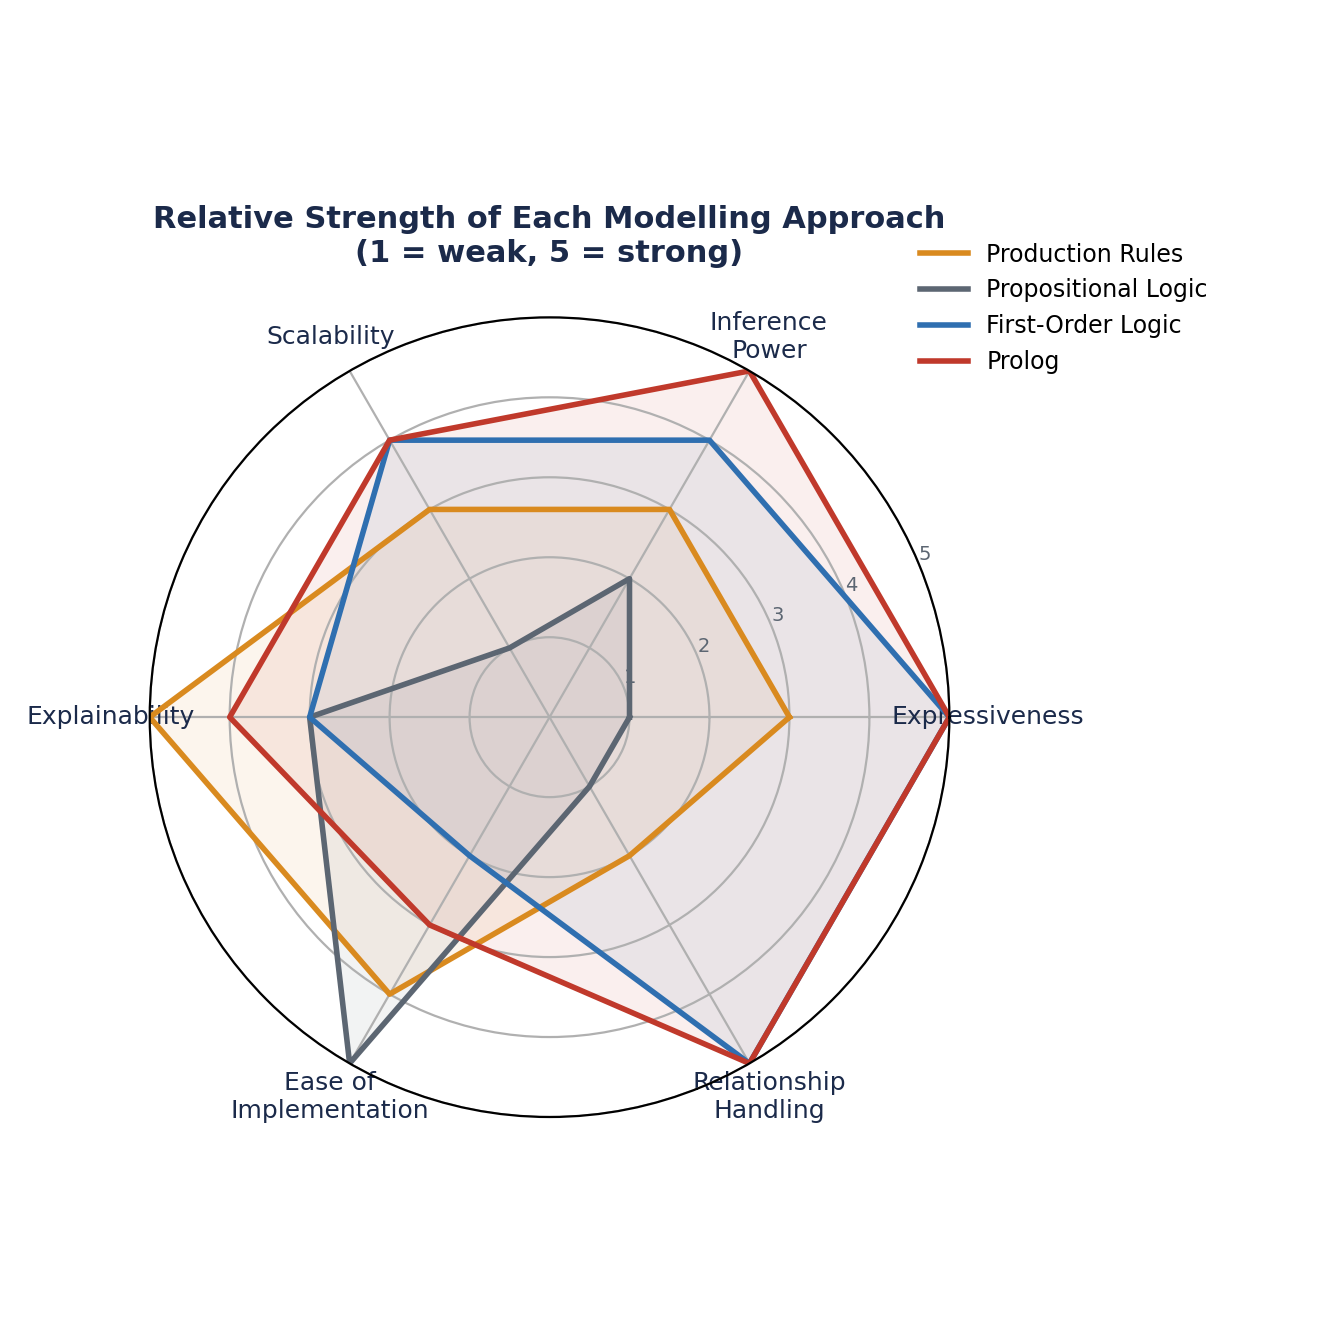 Relative Strength of Each Modelling Approach
(1 = weak, 5 = strong)
Production Rules
Propositional Logic
First-Order Logic
Prolog
Scalability
Inference
Power
5
4
3
2
1
Explainability
Expressiveness
Ease of
Implementation
Relationship
Handling